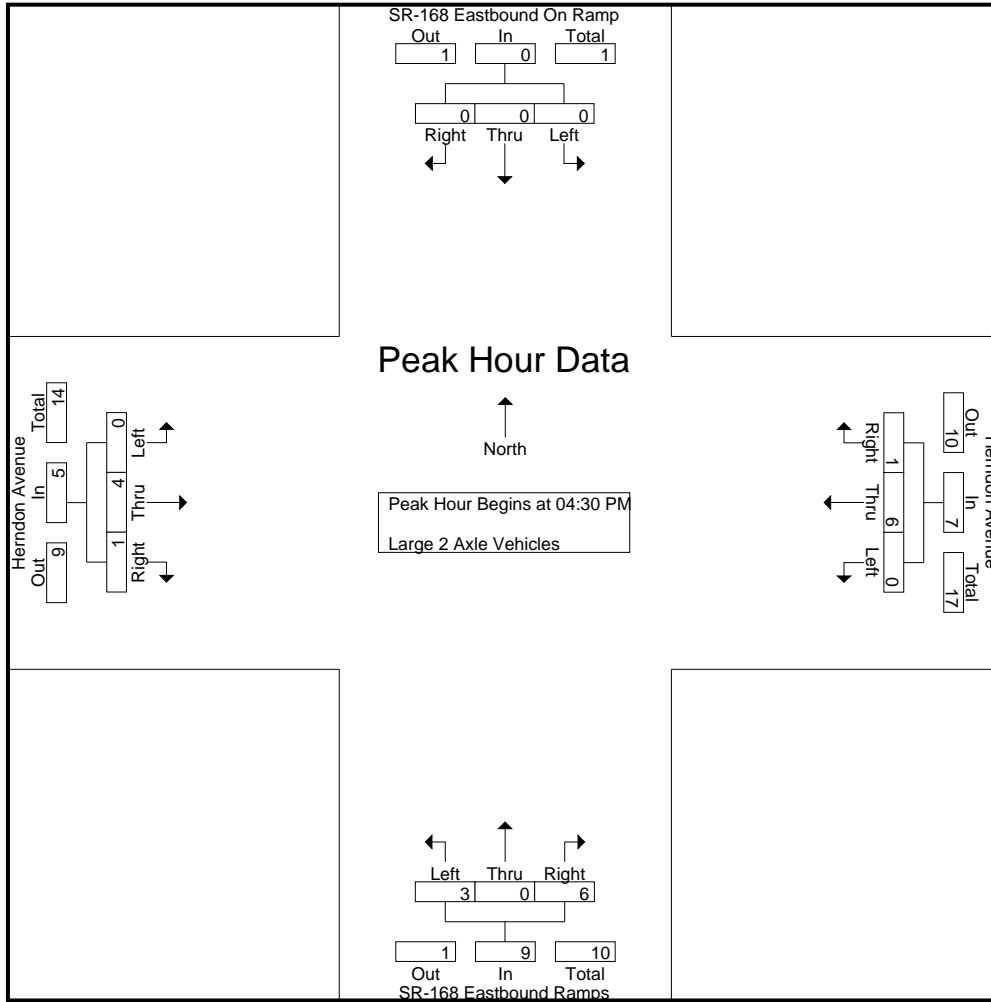 SR-168 Eastbound On Ramp
Out In Total
1 0 1
0 0 0
Right Thru Left
Peak Hour Data
North
Peak Hour Begins at 04:30 PM
Large 2 Axle Vehicles
Herndon Avenue
Total In Out
14 5 9
0 4 1
Left Thru Right
Right Thru Left
1 6 0
10 7 17
Out In Total
Herndon Avenue
Left Thru Right
3 0 6
1 9 10
Out In Total
SR-168 Eastbound Ramps